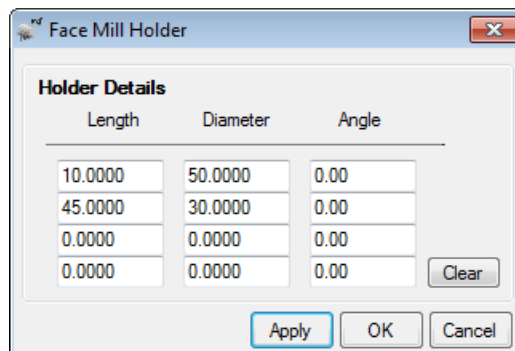 Face Mill Holder
Holder Details
Length Diameter Angle
10.0000 50.0000 0.00
45.0000 30.0000 0.00
0.0000 0.0000 0.00
0.0000 0.0000 0.00 Clear
Apply OK Cancel